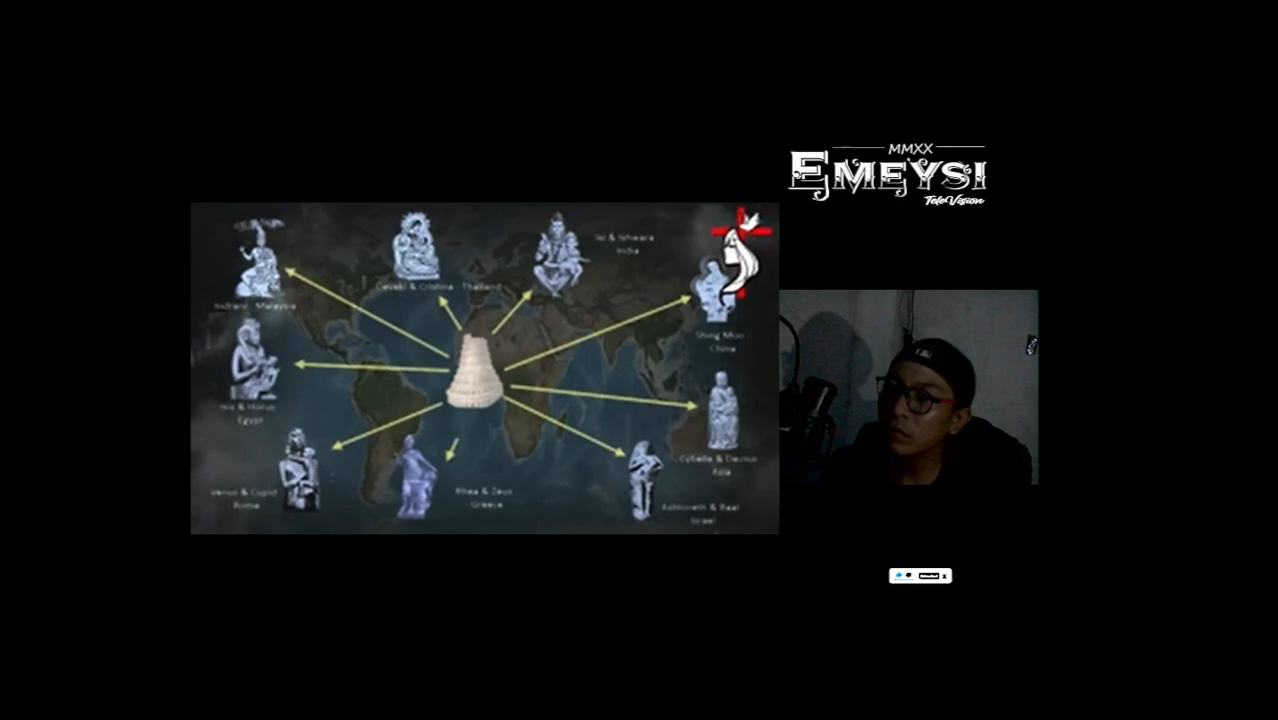 MMXX
EMEYSI
TeleVision
Isi & Ishwara
India
Devaki & Crishna - Thailand
Indrani - Malaysia
Shing Moo -
China
Isis & Horus
Egypt
Cybele & Deoius
Asia
Venus & Cupid
Rome
Rhea & Zeus
Greece
Ashtoreth & Baal
Israel